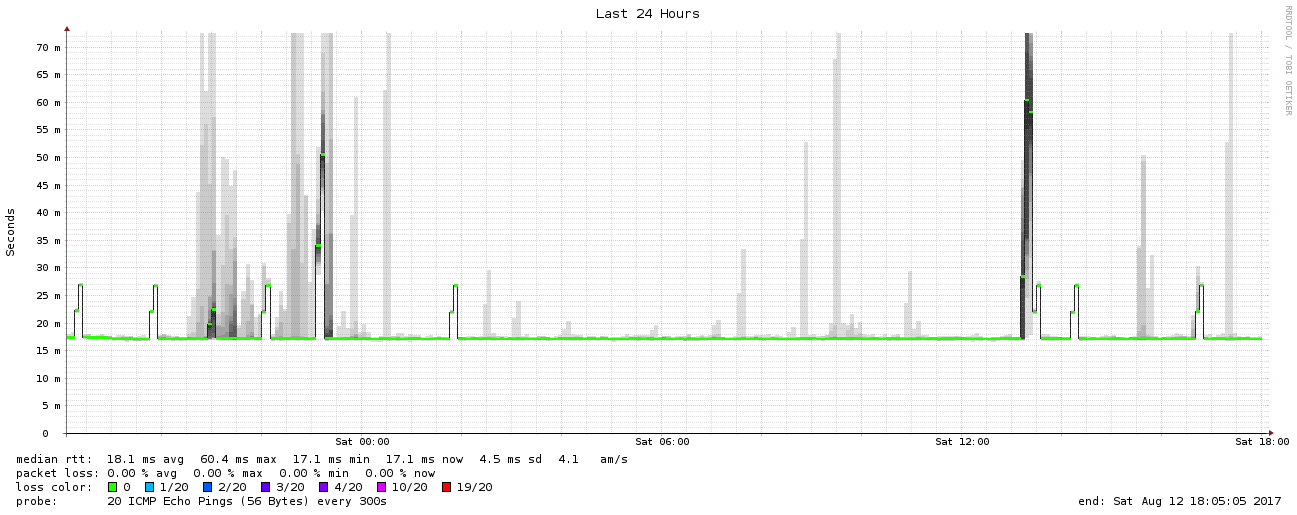 Last 24 Hours
RRDTOOL / TOBI OETIKER
Seconds
70 m
65 m
60 m
55 m
50 m
45 m
40 m
35 m
30 m
25 m
20 m
15 m
10 m
5 m
0
Sat 00:00 Sat 06:00 Sat 12:00 Sat 18:00
median rtt: 18.1 ms avg 60.4 ms max 17.1 ms min 17.1 ms now 4.5 ms sd 4.1 am/s
packet loss: 0.00 % avg 0.00 % max 0.00 % min 0.00 % now
loss color: 0 1/20 2/20 3/20 4/20 10/20 19/20
probe: 20 ICMP Echo Pings (56 Bytes) every 300s end: Sat Aug 12 18:05:05 2017